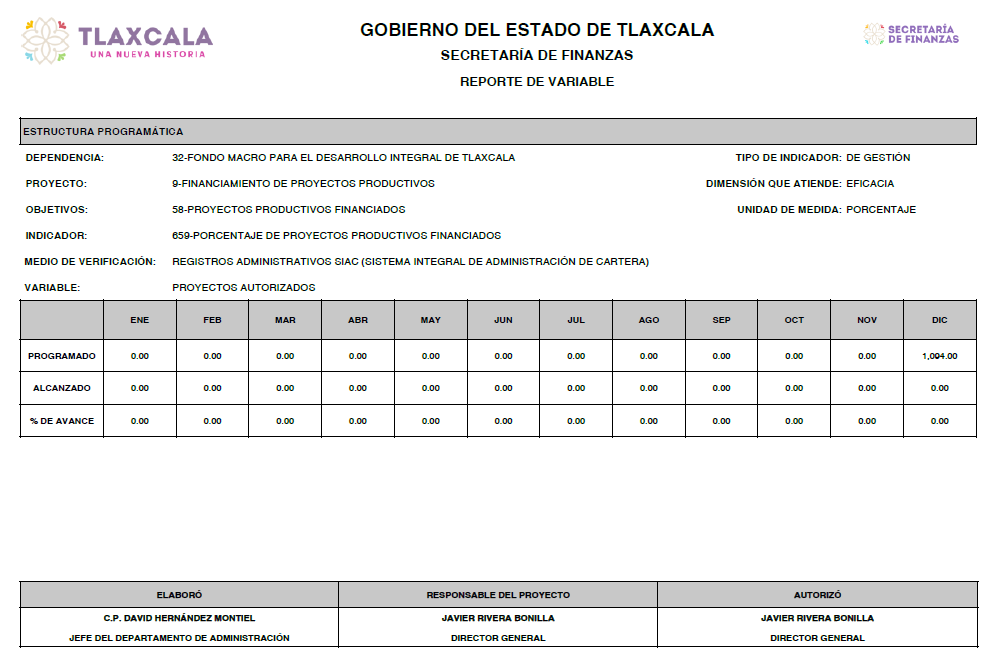 TLAXCALA
UNA NUEVA HISTORIA
GOBIERNO DEL ESTADO DE TLAXCALA
SECRETARÍA DE FINANZAS
REPORTE DE VARIABLE
SECRETARÍA
DE FINANZAS
ESTRUCTURA PROGRAMÁTICA
DEPENDENCIA: 32-FONDO MACRO PARA EL DESARROLLO INTEGRAL DE TLAXCALA TIPO DE INDICADOR: DE GESTIÓN
PROYECTO: 9-FINANCIAMIENTO DE PROYECTOS PRODUCTIVOS DIMENSIÓN QUE ATIENDE: EFICACIA
OBJETIVOS: 58-PROYECTOS PRODUCTIVOS FINANCIADOS UNIDAD DE MEDIDA: PORCENTAJE
INDICADOR: 659-PORCENTAJE DE PROYECTOS PRODUCTIVOS FINANCIADOS
MEDIO DE VERIFICACIÓN: REGISTROS ADMINISTRATIVOS SIAC (SISTEMA INTEGRAL DE ADMINISTRACIÓN DE CARTERA)
VARIABLE: PROYECTOS AUTORIZADOS
ENE FEB MAR ABR MAY JUN JUL AGO SEP OCT NOV DIC
PROGRAMADO 0.00 0.00 0.00 0.00 0.00 0.00 0.00 0.00 0.00 0.00 0.00
ALCANZADO 0.00 0.00 0.00 0.00 0.00 0.00 0.00 0.00 0.00 0.00 0.00 0.00
% DE AVANCE 0.00 0.00 0.00 0.00 0.00 0.00 0.00 0.00 0.00 0.00 0.00 0.00
ELABORÓ RESPONSABLE DEL PROYECTO AUTORIZÓ
C.P. DAVID HERNÁNDEZ MONTIEL JAVIER RIVERA BONILLA JAVIER RIVERA BONILLA
JEFE DEL DEPARTAMENTO DE ADMINISTRACIÓN DIRECTOR GENERAL DIRECTOR GENERAL